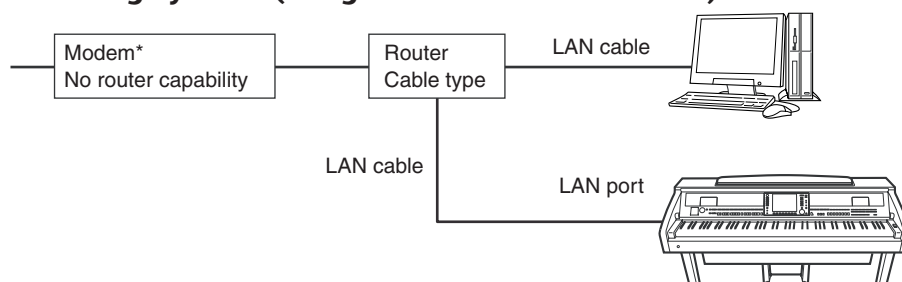 Modem*
No router capability
Router
Cable type
LAN cable
LAN cable
LAN port